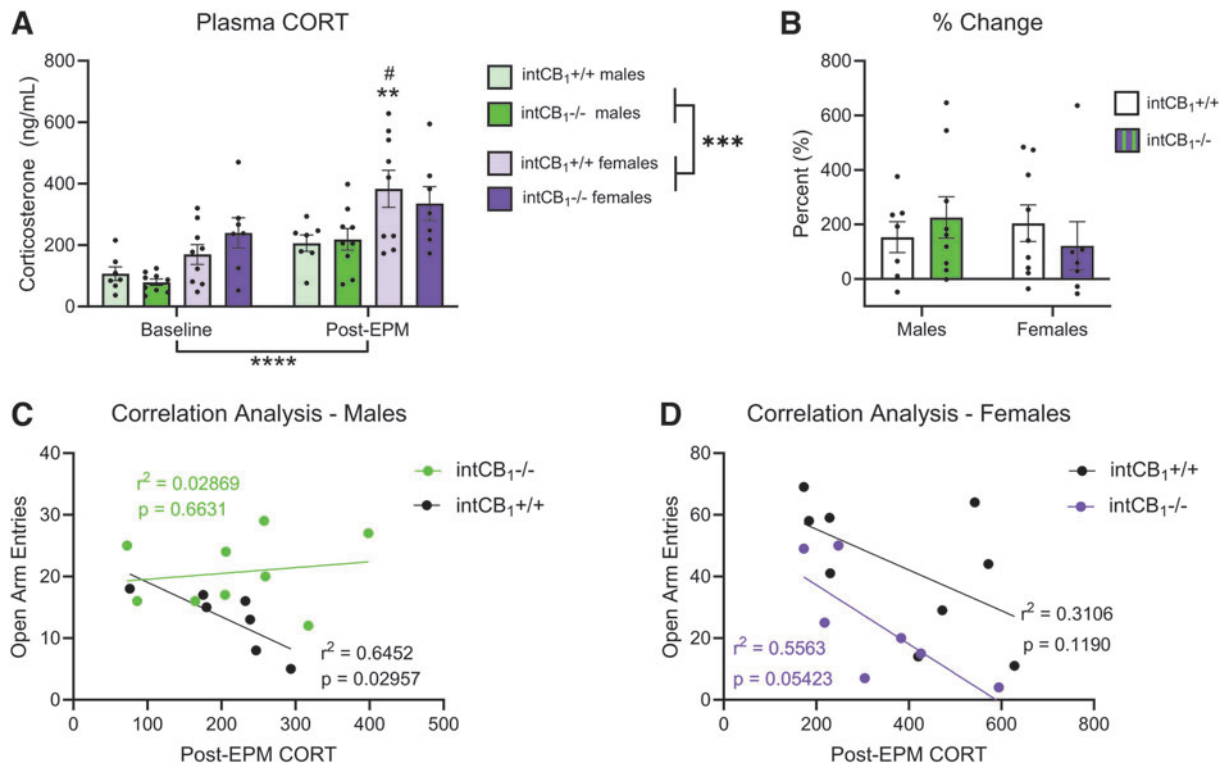 A
Plasma CORT
Corticosterone (ng/mL)
800
600
400
200
0
#
**
Baseline
Post-EPM
****
intCB₁+/+ males
intCB₁-/- males
intCB₁+/+ females
intCB₁-/- females
***
B
% Change
Percent (%)
800
600
400
200
0
Males
Females
intCB₁+/+
intCB₁-/-
C
Correlation Analysis - Males
Open Arm Entries
40
30
20
10
0
r² = 0.02869
p = 0.6631
r² = 0.6452
p = 0.02957
0 100 200 300 400 500
Post-EPM CORT
intCB₁-/-
intCB₁+/+
D
Correlation Analysis - Females
Open Arm Entries
80
60
40
20
0
r² = 0.3106
p = 0.1190
r² = 0.5563
p = 0.05423
0 200 400 600 800
Post-EPM CORT
intCB₁+/+
intCB₁-/-